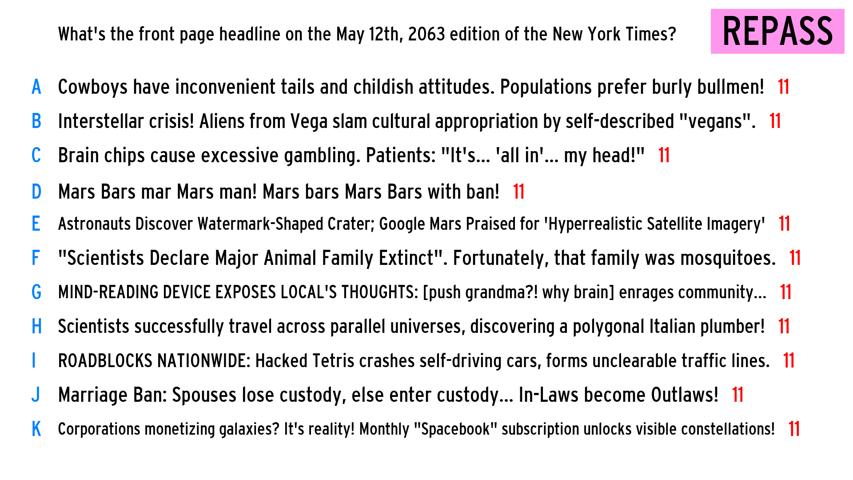 What's the front page headline on the May 12th, 2063 edition of the New York Times?
REPASS
A Cowboys have inconvenient tails and childish attitudes. Populations prefer burly bullmen! 11
B Interstellar crisis! Aliens from Vega slam cultural appropriation by self-described "vegans". 11
C Brain chips cause excessive gambling. Patients: "It's... 'all in'... my head!" 11
D Mars Bars mar Mars man! Mars bars Mars Bars with ban! 11
E Astronauts Discover Watermark-Shaped Crater; Google Mars Praised for 'Hyperrealistic Satellite Imagery' 11
F "Scientists Declare Major Animal Family Extinct". Fortunately, that family was mosquitoes. 11
G MIND-READING DEVICE EXPOSES LOCAL'S THOUGHTS: [push grandma?! why brain] enrages community... 11
H Scientists successfully travel across parallel universes, discovering a polygonal Italian plumber! 11
I ROADBLOCKS NATIONWIDE: Hacked Tetris crashes self-driving cars, forms unclearable traffic lines. 11
J Marriage Ban: Spouses lose custody, else enter custody... In-Laws become Outlaws! 11
K Corporations monetizing galaxies? It's reality! Monthly "Spacebook" subscription unlocks visible constellations! 11